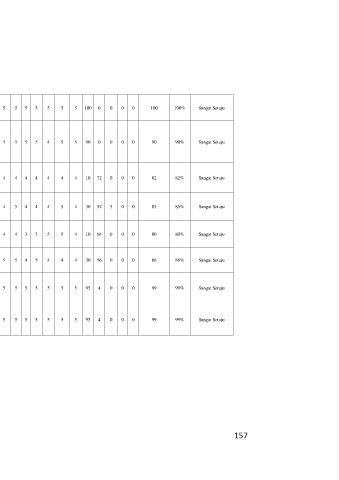 5 5 5 5 5 5 5 100 0 0 0 0 100 100% Sangat Setuju
5 5 5 5 4 5 5 90 0 0 0 0 90 90% Sangat Setuju
4 4 4 4 4 4 4 10 72 0 0 0 82 82% Sangat Setuju
4 5 4 4 4 5 4 30 52 3 0 0 85 85% Sangat Setuju
4 4 3 3 5 5 4 10 64 6 0 0 80 80% Sangat Setuju
5 5 4 5 4 4 4 30 56 0 0 0 86 86% Sangat Setuju
5 5 5 5 5 5 5 95 4 0 0 0 99 99% Sangat Setuju
5 5 5 5 5 5 5 95 4 0 0 0 99 99% Sangat Setuju
157